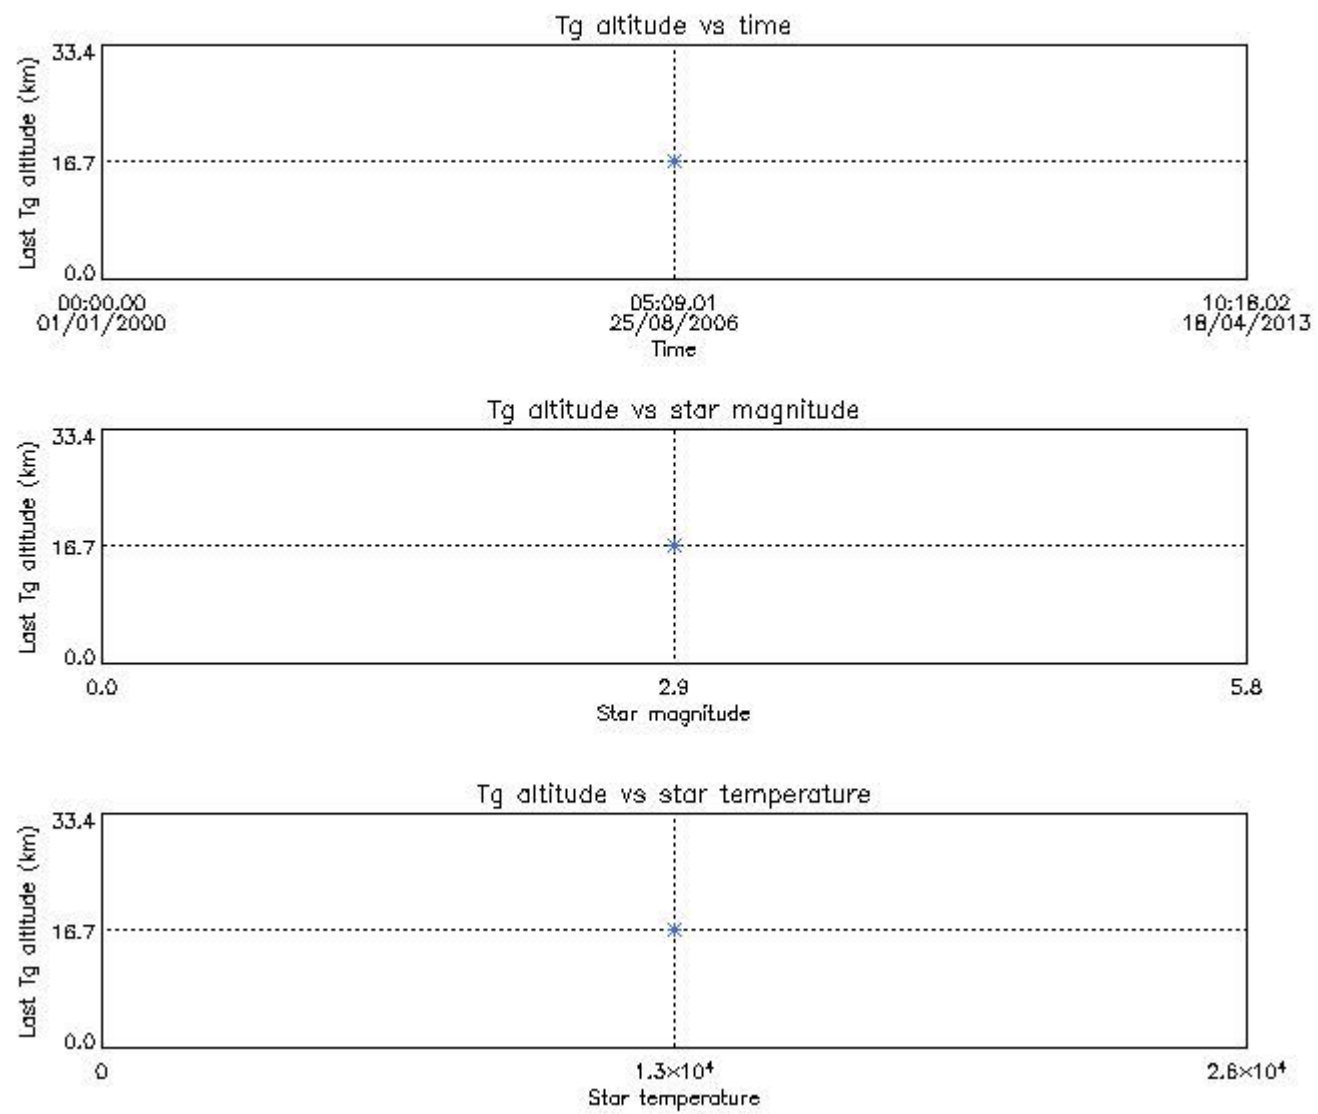 Tg altitude vs time
33.4
Last Tg altitude (km)
16.7
0.0
00:00.00 05:09.01 10:18.02
01/01/2000 25/08/2006 18/04/2013
Time
Tg altitude vs star magnitude
33.4
Last Tg altitude (km)
16.7
0.0
0.0 2.9 5.8
Star magnitude
Tg altitude vs star temperature
33.4
Last Tg altitude (km)
16.7
0.0
0 1.3×10⁴ 2.6×10⁴
Star temperature